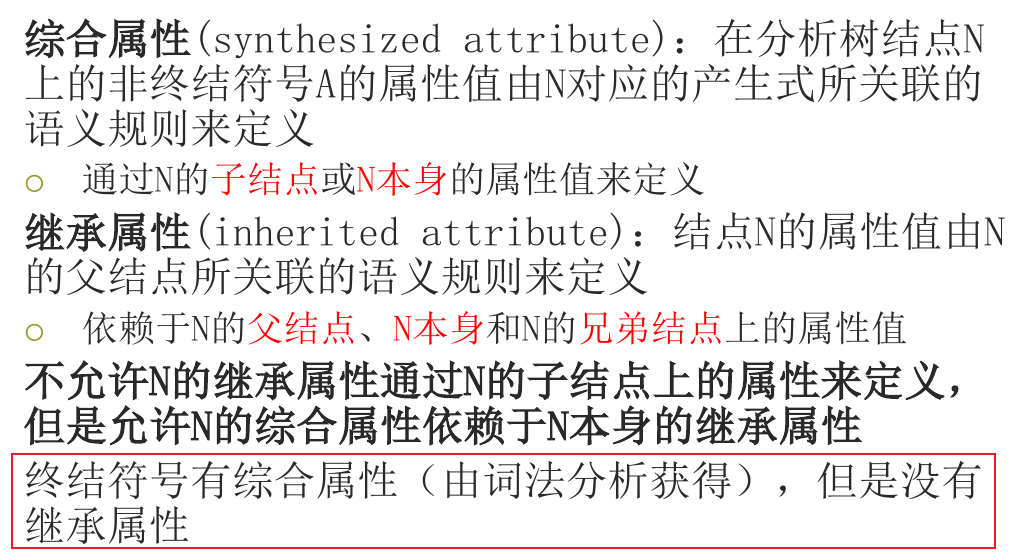 综合属性(synthesized attribute): 在分析树结点N
上的非终结符号A的属性值由N对应的产生式所关联的
语义规则来定义
○ 通过N的子结点或N本身的属性值来定义
继承属性(inherited attribute): 结点N的属性值由N
的父结点所关联的语义规则来定义
○ 依赖于N的父结点、N本身和N的兄弟结点上的属性值
不允许N的继承属性通过N的子结点上的属性来定义,
但是允许N的综合属性依赖于N本身的继承属性
终结符号有综合属性(由词法分析获得),但是没有
继承属性